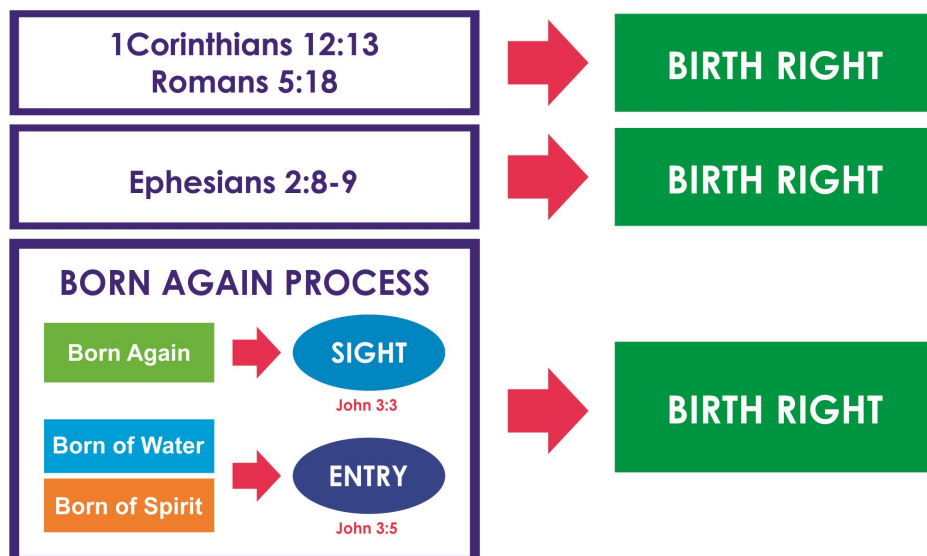 1Corinthians 12:13
Romans 5:18
BIRTH RIGHT
Ephesians 2:8-9
BIRTH RIGHT
BORN AGAIN PROCESS
Born Again
SIGHT
John 3:3
Born of Water
Born of Spirit
ENTRY
John 3:5
BIRTH RIGHT